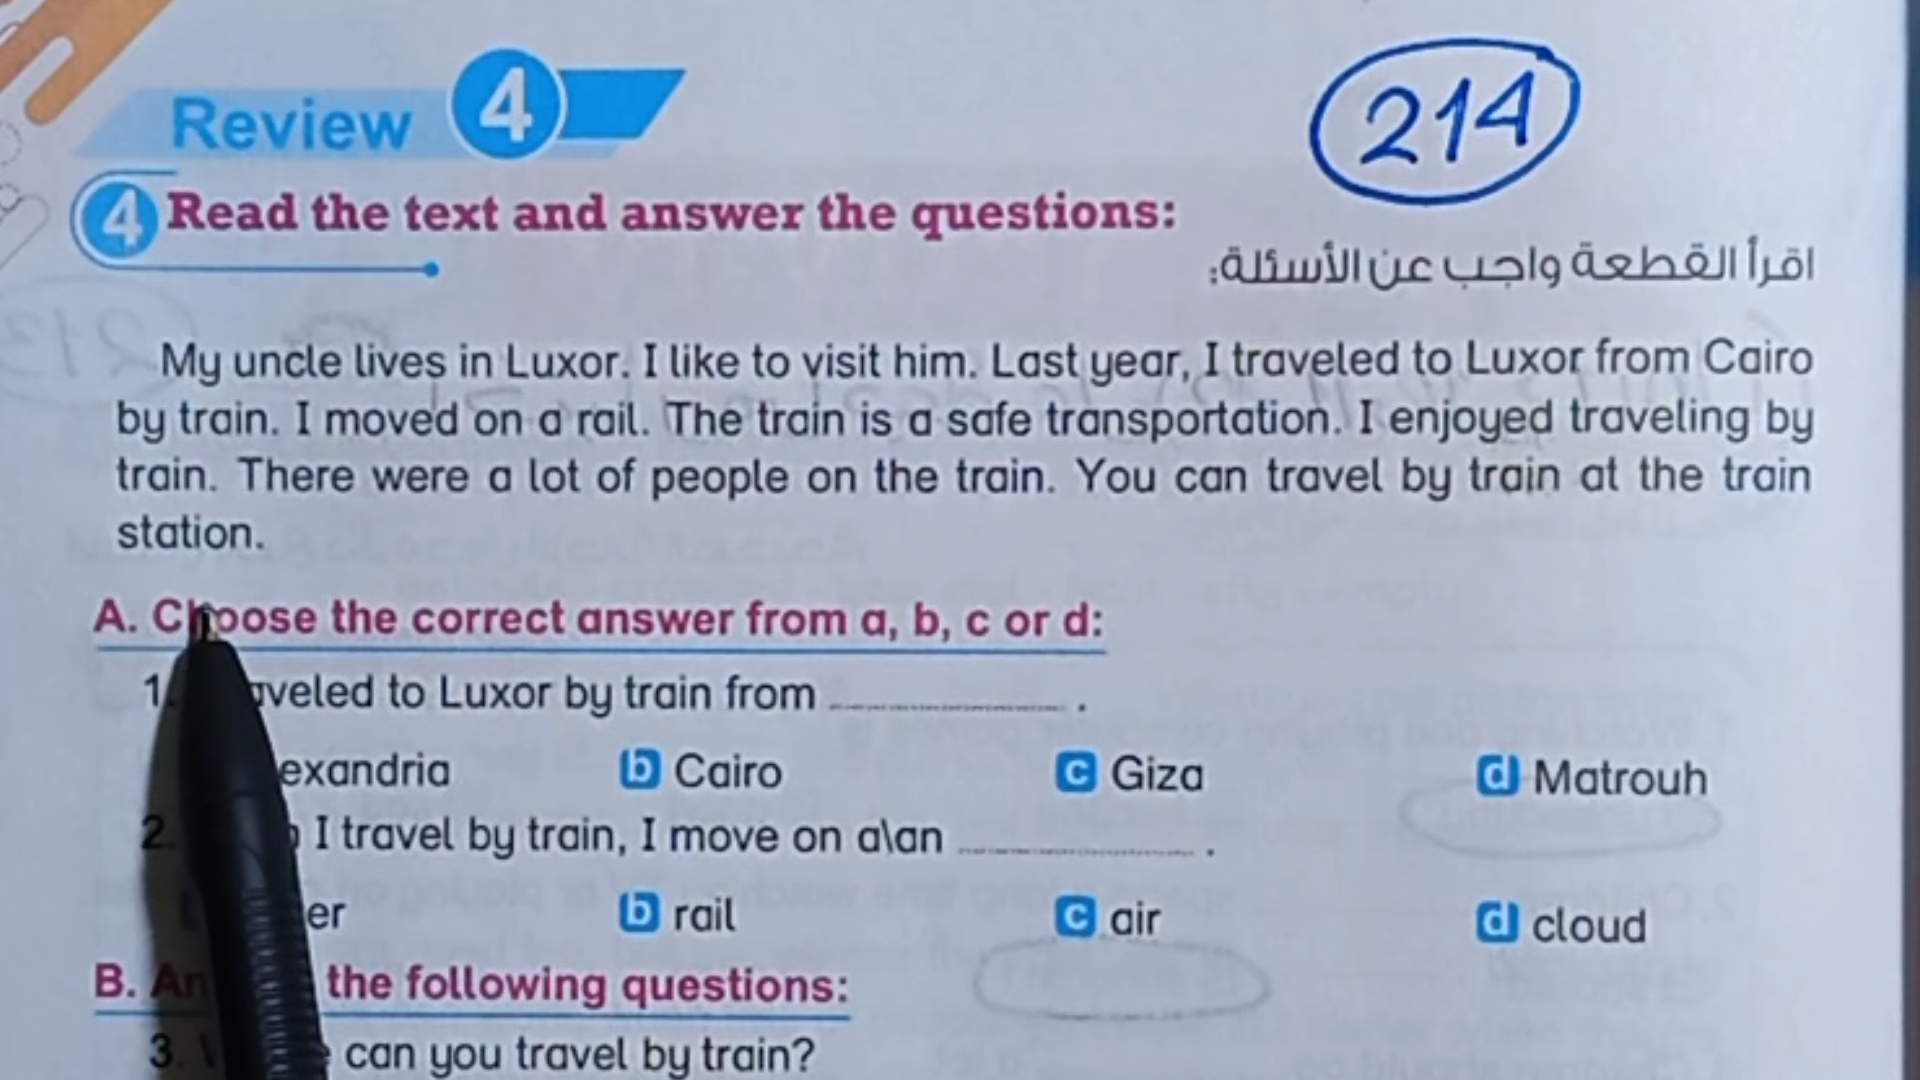 Review 4
214
4 Read the text and answer the questions:
اقرأ القطعة واجب عن الأسئلة:
My uncle lives in Luxor. I like to visit him. Last year, I traveled to Luxor from Cairo
by train. I moved on a rail. The train is a safe transportation. I enjoyed traveling by
train. There were a lot of people on the train. You can travel by train at the train
station.
A. Choose the correct answer from a, b, c or d:
1. to Luxor by train from .
b Cairo c Giza d Matrouh
2. I travel by train, I move on a\an .
b rail c air d cloud
B. the following questions:
3. can you travel by train?